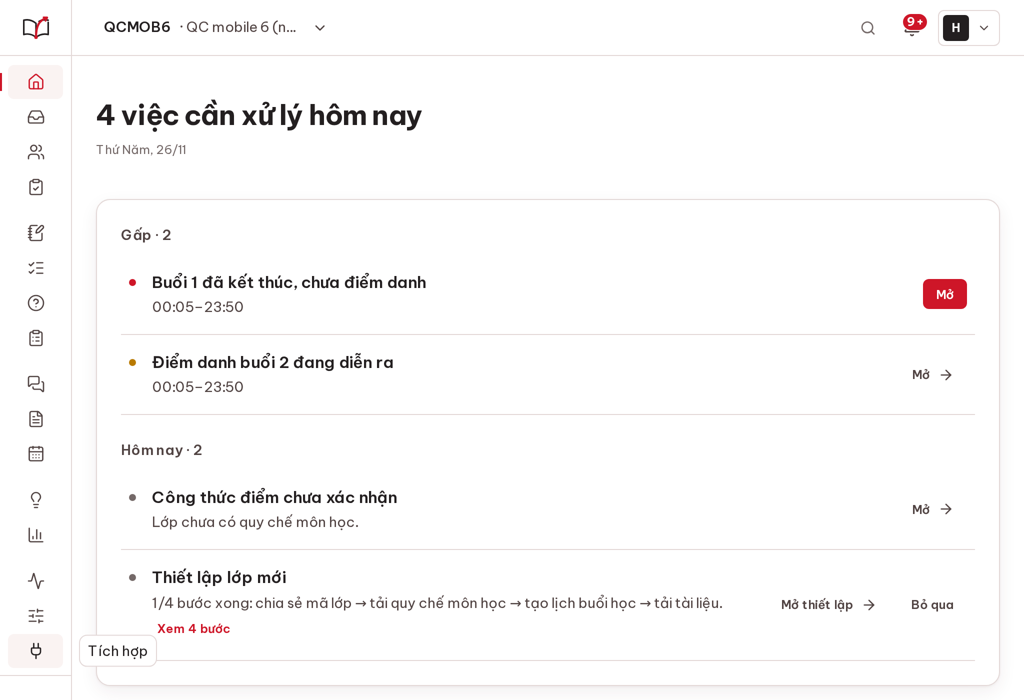 QCMOB6 · QC mobile 6 (n...
9+
H
4 việc cần xử lý hôm nay
Thứ Năm, 26/11
Gấp · 2
Buổi 1 đã kết thúc, chưa điểm danh
00:05–23:50
Mở
Điểm danh buổi 2 đang diễn ra
00:05–23:50
Mở →
Hôm nay · 2
Công thức điểm chưa xác nhận
Lớp chưa có quy chế môn học.
Mở →
Thiết lập lớp mới
1/4 bước xong: chia sẻ mã lớp → tải quy chế môn học → tạo lịch buổi học → tải tài liệu.
Xem 4 bước
Mở thiết lập →
Bỏ qua
Tích hợp